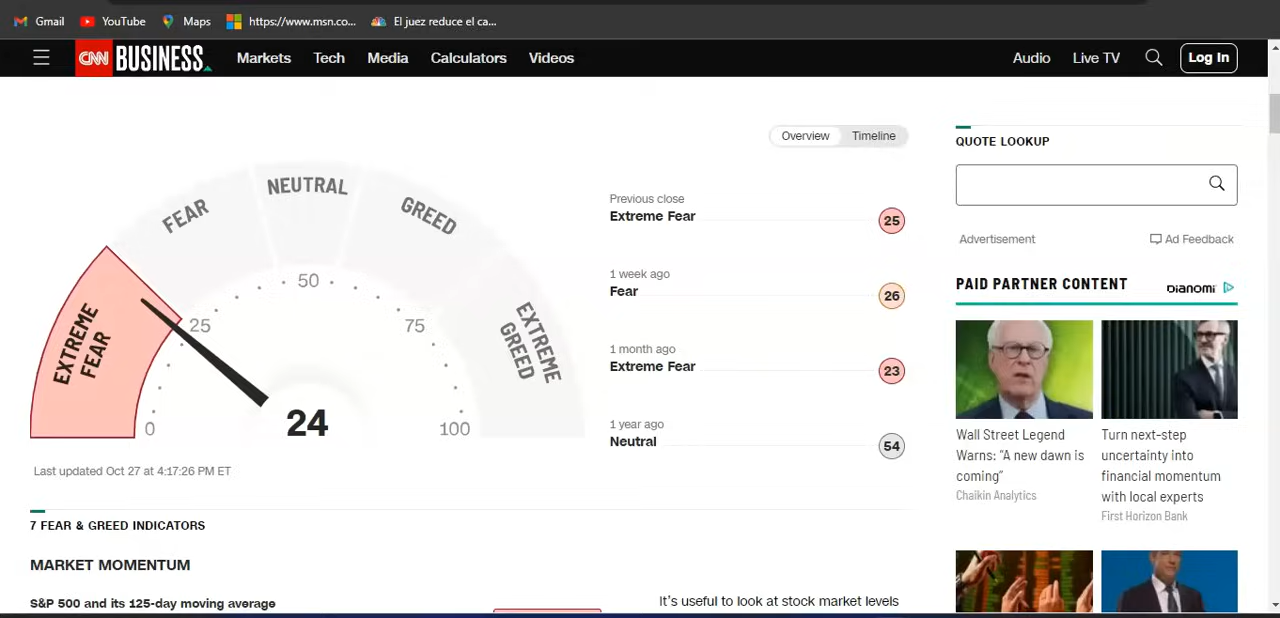 Gmail YouTube Maps https://www.msn.co... El juez reduce el ca...
CNN BUSINESS Markets Tech Media Calculators Videos Audio Live TV Log In
Overview Timeline
EXTREME FEAR
FEAR
NEUTRAL
GREED
EXTREME GREED
0
25
50
75
100
24
Last updated Oct 27 at 4:17:26 PM ET
Previous close
Extreme Fear 25
1 week ago
Fear 26
1 month ago
Extreme Fear 23
1 year ago
Neutral 54
7 FEAR & GREED INDICATORS
MARKET MOMENTUM
S&P 500 and its 125-day moving average
It's useful to look at stock market levels
QUOTE LOOKUP
Advertisement Ad Feedback
PAID PARTNER CONTENT DIANOMI
Wall Street Legend
Warns: “A new dawn is
coming”
Chaikin Analytics
Turn next-step
uncertainty into
financial momentum
with local experts
First Horizon Bank